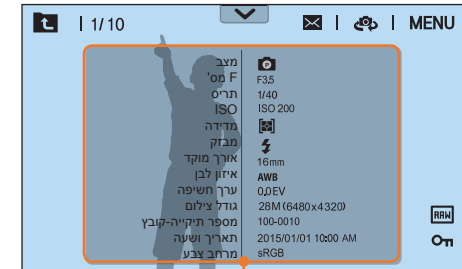 1/10 MENU
מצב P
F מס' F3.5
תריס 1/40
ISO ISO 200
מדידה
מבזק
אורך מוקד 16mm
איזון לבן AWB
ערך חשיפה 0.0EV
גודל צילום 28M (6480x4320)
מספר תיקייה-קובץ 100-0010
תאריך ושעה 2015/01/01 10:00 AM
מרחב צבע sRGB
RAW